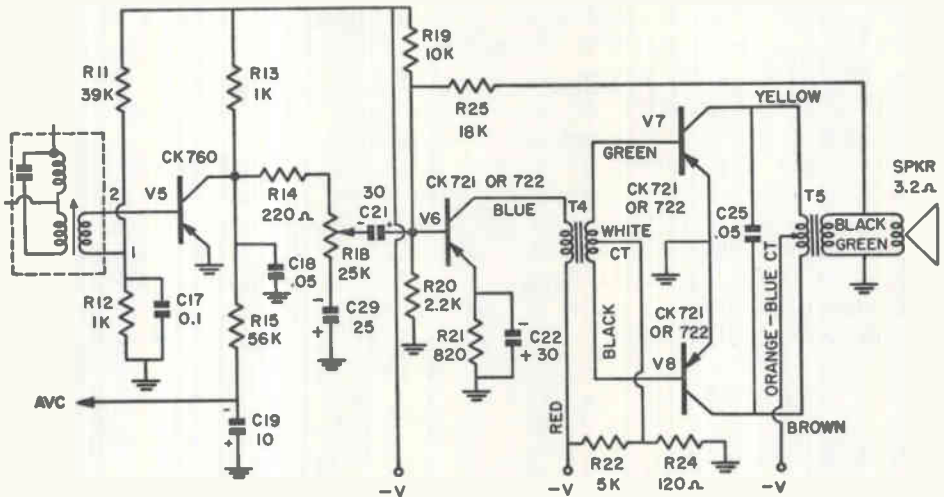 R11
39K
R13
1K
R19
10K
R25
18K
YELLOW
V7
GREEN
CK760
2
V5
R14
220Ω
30
C21
V6
CK721 OR 722
BLUE
T4
CK721
OR 722
WHITE
CT
C25
.05
T5
SPKR
3.2Ω
BLACK
GREEN
1
R12
1K
C17
0.1
R15
56K
C18
.05
R18
25K
-
C29
25
+
R20
2.2K
R21
820
-
C22
+ 30
BLACK
CK721
OR 722
V8
ORANGE-BLUE CT
BROWN
AVC
-
C19
+
10
RED
R22
5K
R24
120Ω
-V
-V
-V